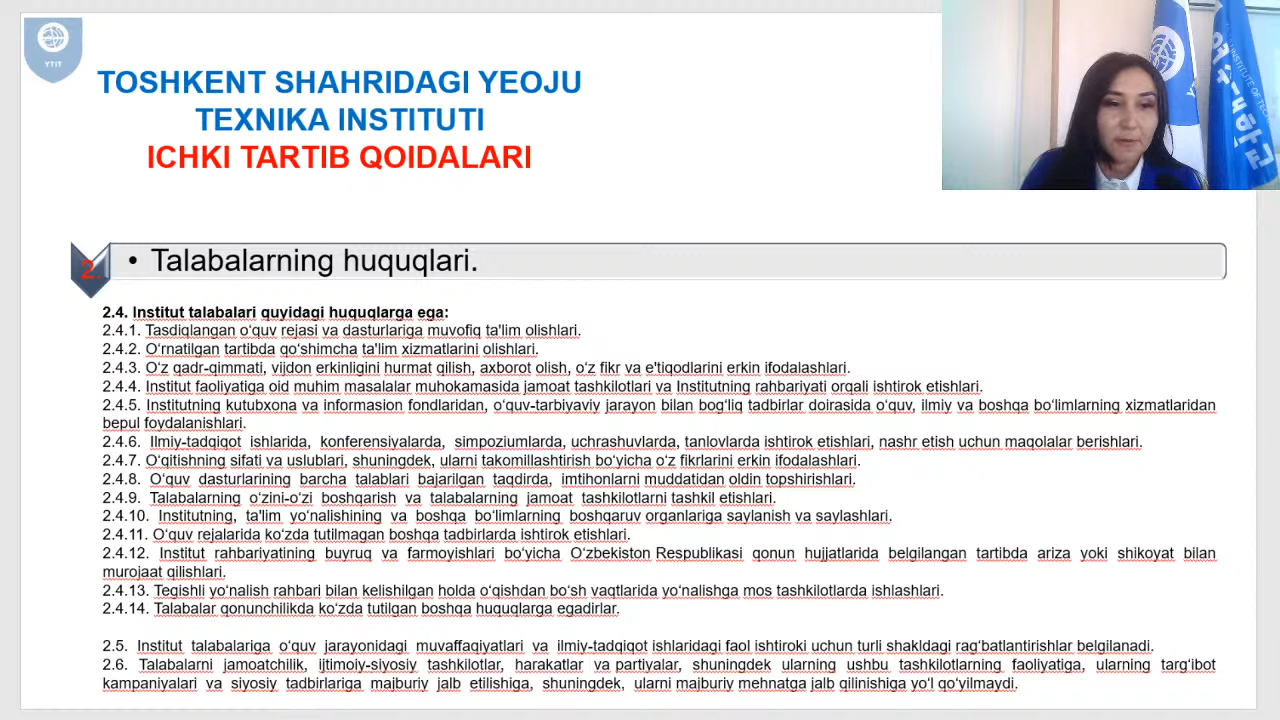 YTIT
TOSHKENT SHAHRIDAGI YEOJU
TEXNIKA INSTITUTI
ICHKI TARTIB QOIDALARI
2.
• Talabalarning huquqlari.
2.4. Institut talabalari quyidagi huquqlarga ega:
2.4.1. Tasdiqlangan o‘quv rejasi va dasturlariga muvofiq ta'lim olishlari.
2.4.2. O‘rnatilgan tartibda qo‘shimcha ta'lim xizmatlarini olishlari.
2.4.3. O‘z qadr-qimmati, vijdon erkinligini hurmat qilish, axborot olish, o‘z fikr va e'tiqodlarini erkin ifodalashlari.
2.4.4. Institut faoliyatiga oid muhim masalalar muhokamasida jamoat tashkilotlari va Institutning rahbariyati orqali ishtirok etishlari.
2.4.5. Institutning kutubxona va informasion fondlaridan, o‘quv-tarbiyaviy jarayon bilan bog‘liq tadbirlar doirasida o‘quv, ilmiy va boshqa bo‘limlarning xizmatlaridan
bepul foydalanishlari.
2.4.6. Ilmiy-tadqiqot ishlarida, konferensiyalarda, simpoziumlarda, uchrashuvlarda, tanlovlarda ishtirok etishlari, nashr etish uchun maqolalar berishlari.
2.4.7. O‘qitishning sifati va uslublari, shuningdek, ularni takomillashtirish bo‘yicha o‘z fikrlarini erkin ifodalashlari.
2.4.8. O‘quv dasturlarining barcha talablari bajarilgan taqdirda, imtihonlarni muddatidan oldin topshirishlari.
2.4.9. Talabalarning o‘zini-o‘zi boshqarish va talabalarning jamoat tashkilotlarni tashkil etishlari.
2.4.10. Institutning, ta'lim yo‘nalishining va boshqa bo‘limlarning boshqaruv organlariga saylanish va saylashlari.
2.4.11. O‘quv rejalarida ko‘zda tutilmagan boshqa tadbirlarda ishtirok etishlari.
2.4.12. Institut rahbariyatining buyruq va farmoyishlari bo‘yicha O‘zbekiston Respublikasi qonun hujjatlarida belgilangan tartibda ariza yoki shikoyat bilan
murojaat qilishlari.
2.4.13. Tegishli yo‘nalish rahbari bilan kelishilgan holda o‘qishdan bo‘sh vaqtlarida yo‘nalishga mos tashkilotlarda ishlashlari.
2.4.14. Talabalar qonunchilikda ko‘zda tutilgan boshqa huquqlarga egadirlar.
2.5. Institut talabalariga o‘quv jarayonidagi muvaffaqiyatlari va ilmiy-tadqiqot ishlaridagi faol ishtiroki uchun turli shakldagi rag‘batlantirishlar belgilanadi.
2.6. Talabalarni jamoatchilik, ijtimoiy-siyosiy tashkilotlar, harakatlar va partiyalar, shuningdek ularning ushbu tashkilotlarning faoliyatiga, ularning targ‘ibot
kampaniyalari va siyosiy tadbirlariga majburiy jalb etilishiga, shuningdek, ularni majburiy mehnatga jalb qilinishiga yo‘l qo‘yilmaydi.